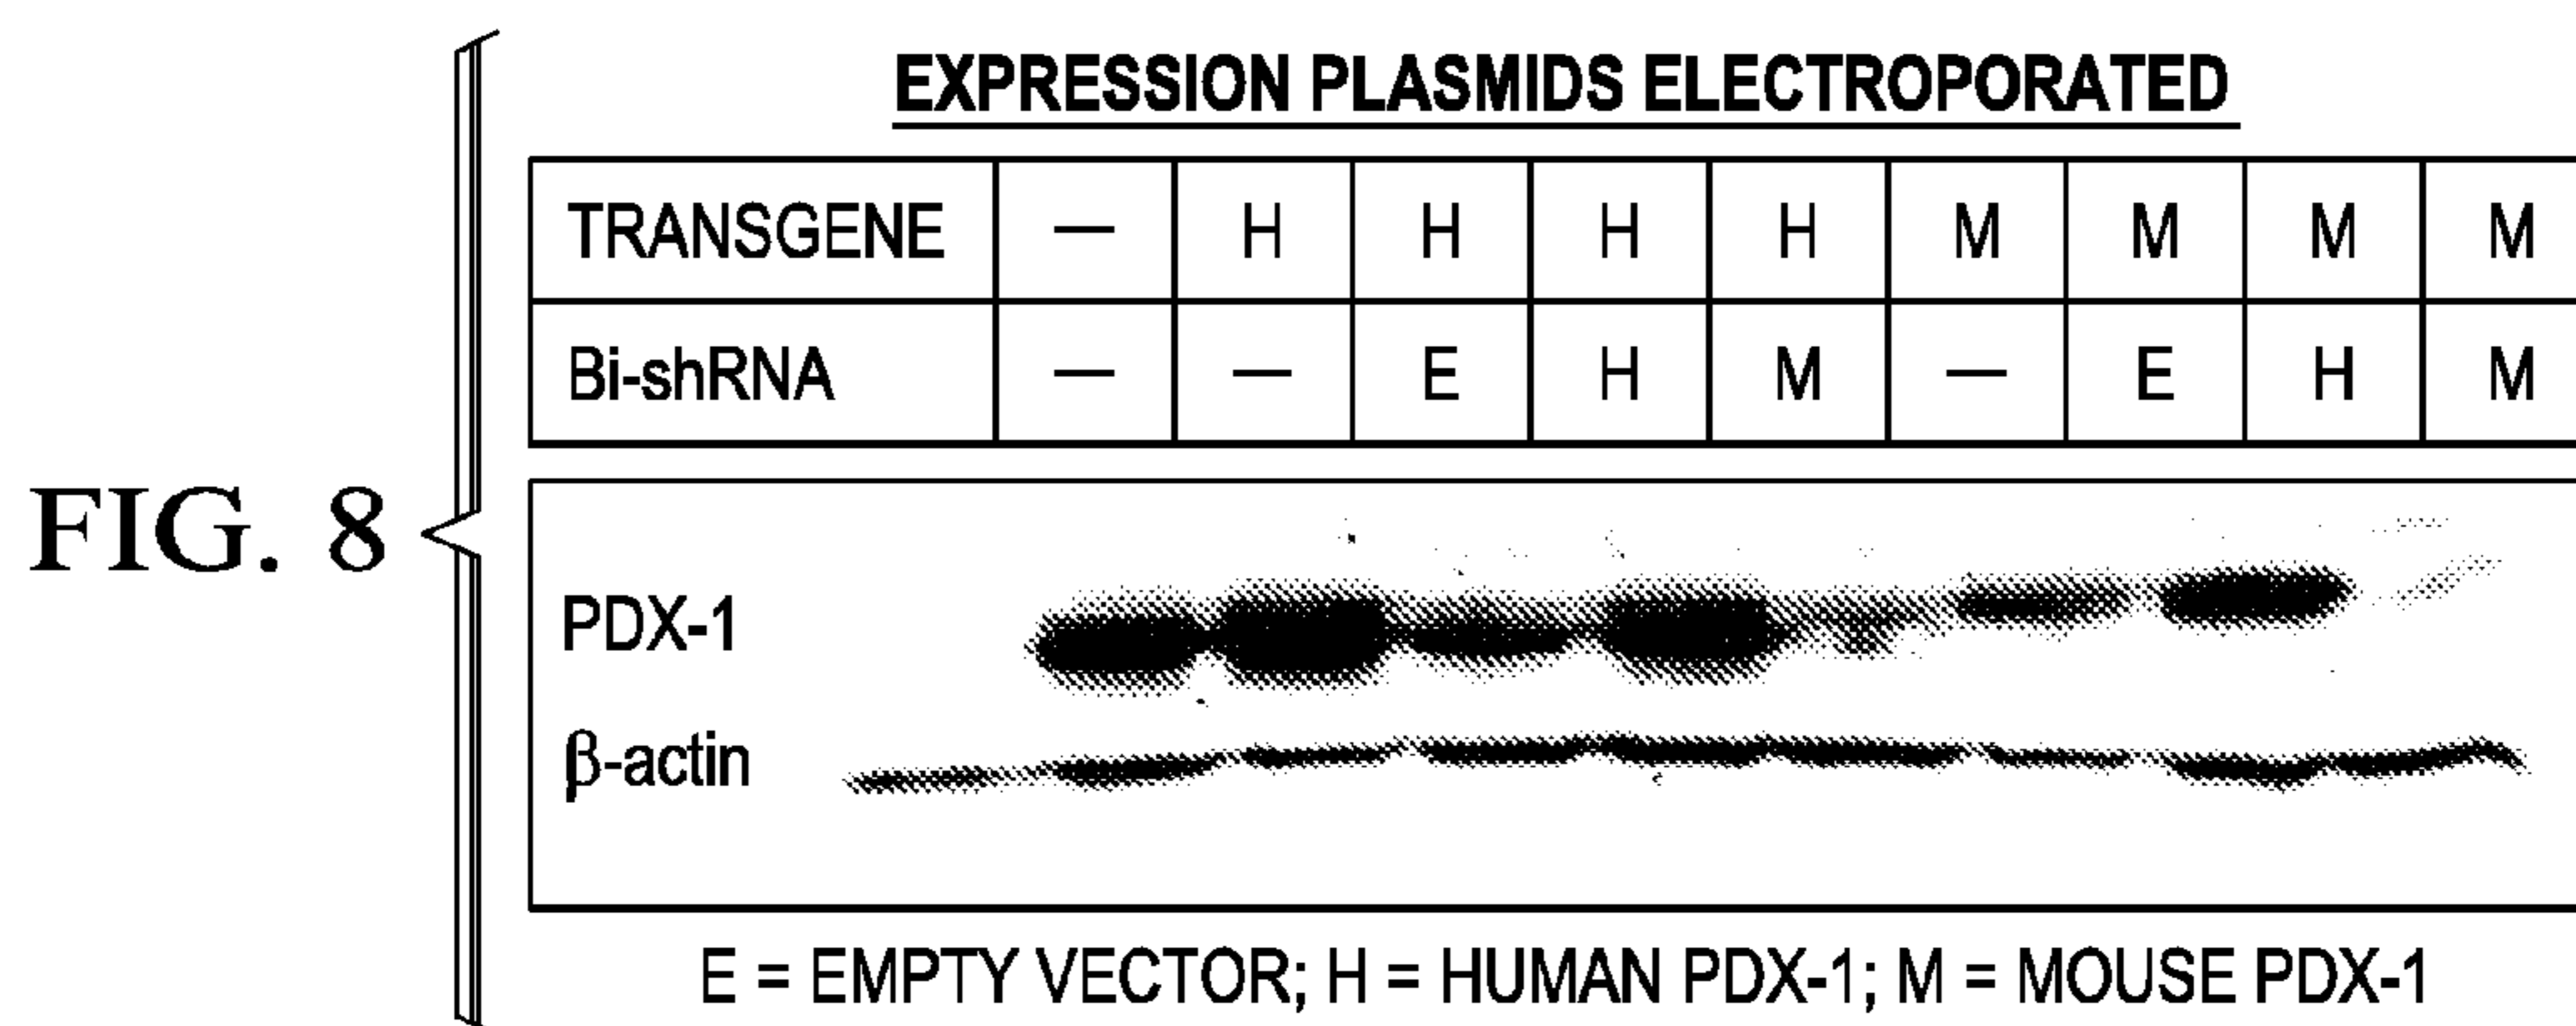 EXPRESSION PLASMIDS ELECTROPORATED
TRANSGENE — H H H H M M M M
Bi-shRNA — — E H M — E H M
FIG. 8
PDX-1
β-actin
E = EMPTY VECTOR; H = HUMAN PDX-1; M = MOUSE PDX-1